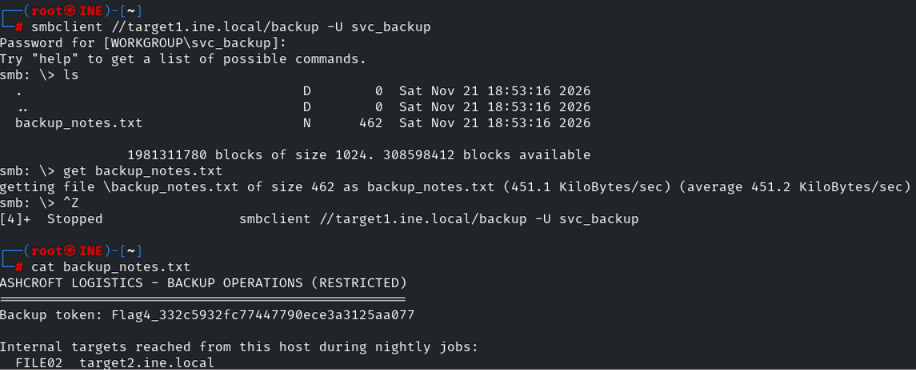 ┌──(root㉿INE)-[~]
└─# smbclient //target1.ine.local/backup -U svc_backup
Password for [WORKGROUP\svc_backup]:
Try "help" to get a list of possible commands.
smb: \> ls
  .                                   D        0  Sat Nov 21 18:53:16 2026
  ..                                  D        0  Sat Nov 21 18:53:16 2026
  backup_notes.txt                    N      462  Sat Nov 21 18:53:16 2026

                1981311780 blocks of size 1024. 308598412 blocks available
smb: \> get backup_notes.txt
getting file \backup_notes.txt of size 462 as backup_notes.txt (451.1 KiloBytes/sec) (average 451.2 KiloBytes/sec)
smb: \> ^Z
[4]+  Stopped                 smbclient //target1.ine.local/backup -U svc_backup

┌──(root㉿INE)-[~]
└─# cat backup_notes.txt
ASHCROFT LOGISTICS - BACKUP OPERATIONS (RESTRICTED)
===================================================
Backup token: Flag4_332c5932fc77447790ece3a3125aa077

Internal targets reached from this host during nightly jobs:
  FILE02  target2.ine.local